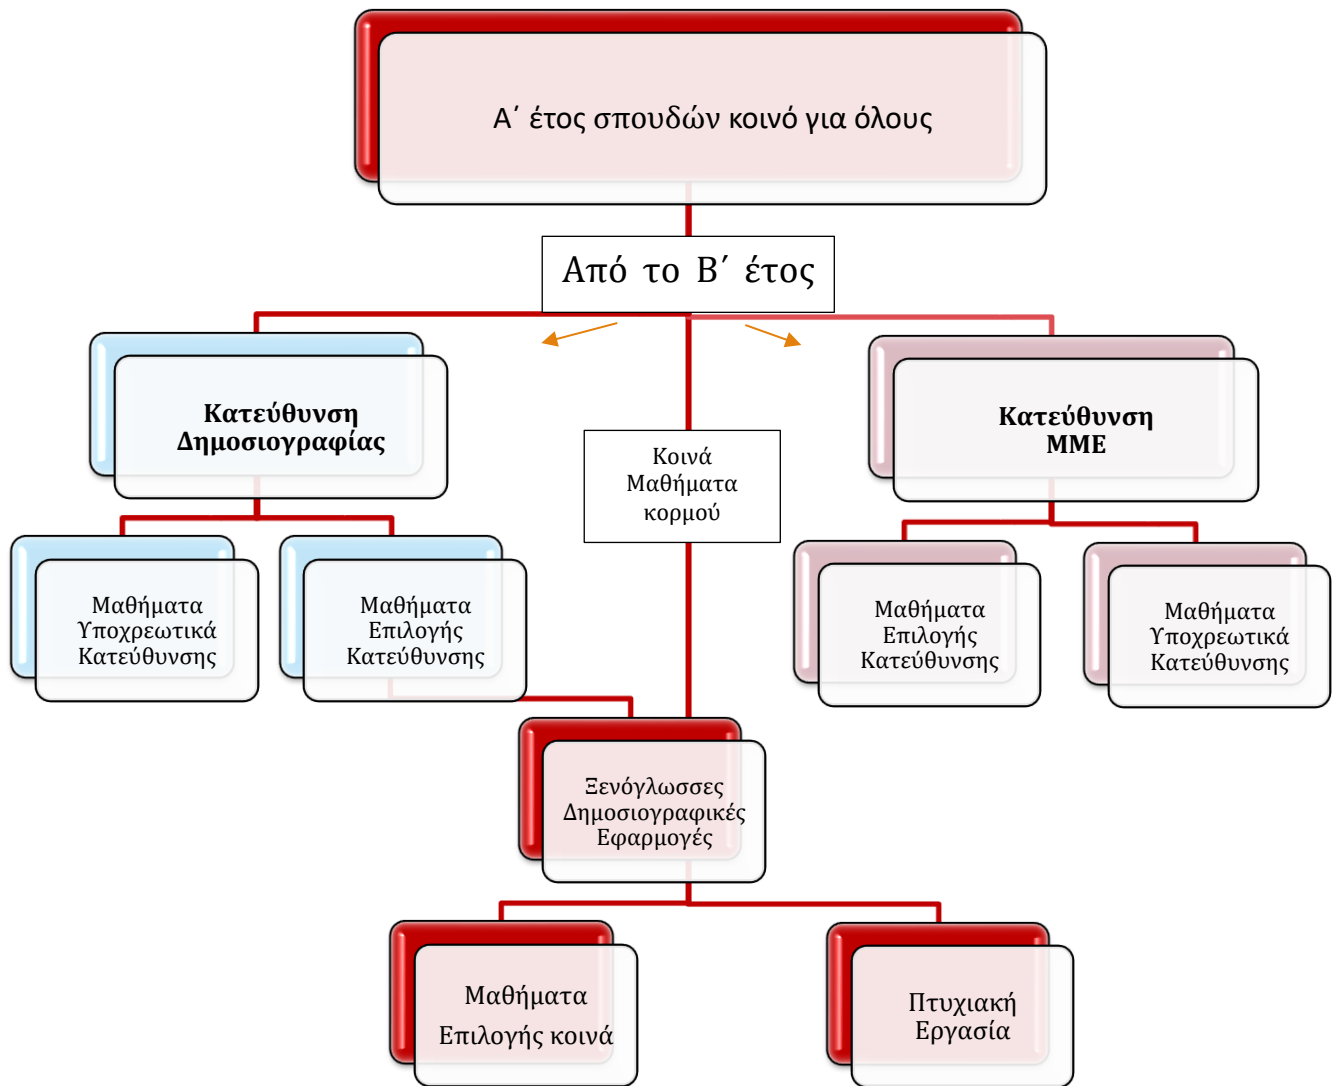 Α΄ έτος σπουδών κοινό για όλους
Από το Β΄ έτος
Κατεύθυνση
Δημοσιογραφίας
Κοινά
Μαθήματα
κορμού
Κατεύθυνση
ΜΜΕ
Μαθήματα
Υποχρεωτικά
Κατεύθυνσης
Μαθήματα
Επιλογής
Κατεύθυνσης
Μαθήματα
Επιλογής
Κατεύθυνσης
Μαθήματα
Υποχρεωτικά
Κατεύθυνσης
Ξενόγλωσσες
Δημοσιογραφικές
Εφαρμογές
Μαθήματα
Επιλογής κοινά
Πτυχιακή
Εργασία